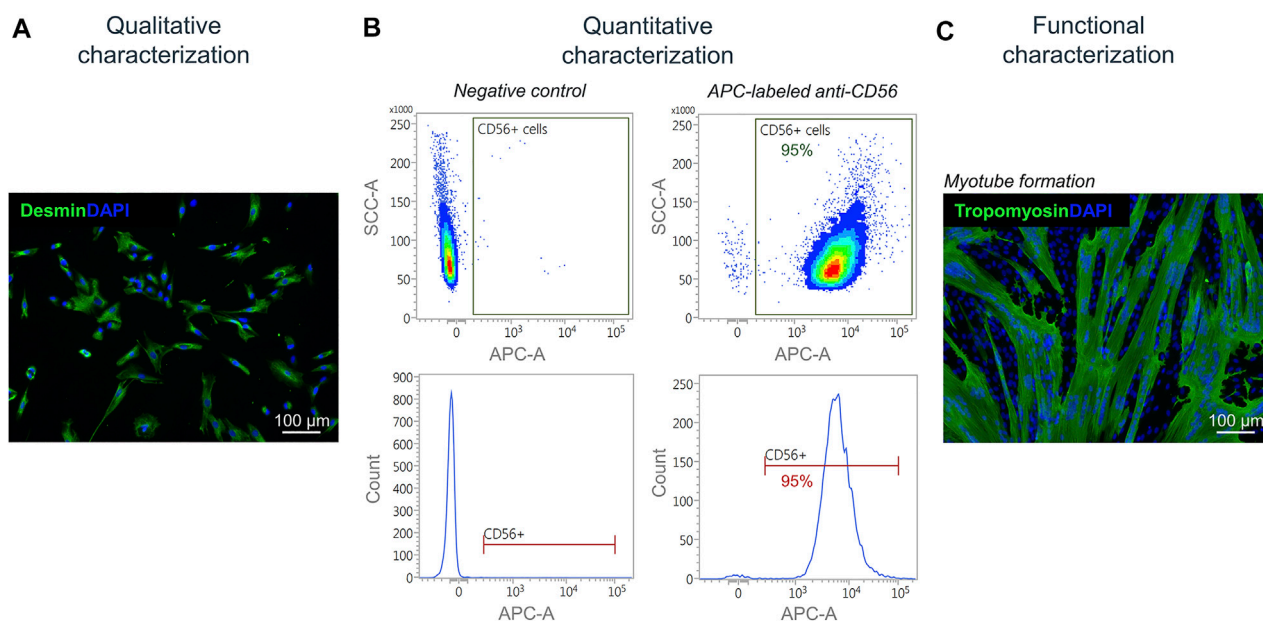 A
Qualitative
characterization
DesminDAPI
100 µm
B
Quantitative
characterization
Negative control
x1000
250
200
150
100
50
0
SCC-A
CD56+ cells
0 10³ 10⁴ 10⁵
APC-A
APC-labeled anti-CD56
x1000
250
200
150
100
50
0
SCC-A
CD56+ cells
95%
0 10³ 10⁴ 10⁵
APC-A
900
800
700
600
500
400
300
200
100
0
Count
CD56+
0 10³ 10⁴ 10⁵
APC-A
250
200
150
100
50
0
Count
CD56+
95%
0 10³ 10⁴ 10⁵
APC-A
C
Functional
characterization
Myotube formation
TropomyosinDAPI
100 µm